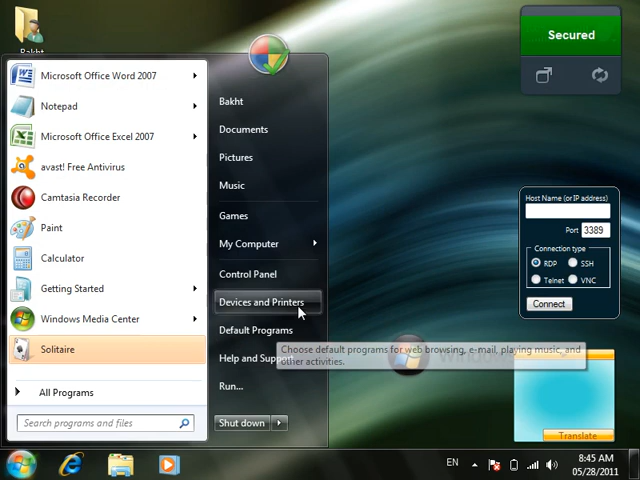 Bakht
Microsoft Office Word 2007
Notepad
Microsoft Office Excel 2007
avast! Free Antivirus
Camtasia Recorder
Paint
Calculator
Getting Started
Windows Media Center
Solitaire
All Programs
Search programs and files
Bakht
Documents
Pictures
Music
Games
My Computer
Control Panel
Devices and Printers
Default Programs
Help and Supp
Run...
Shut down
Choose default programs for web browsing, e-mail, playing music, and
other activities.
Secured
Host Name (or IP address)
Port 3389
Connection type
RDP SSH
Telnet VNC
Connect
Translate
EN
8:45 AM
05/28/2011